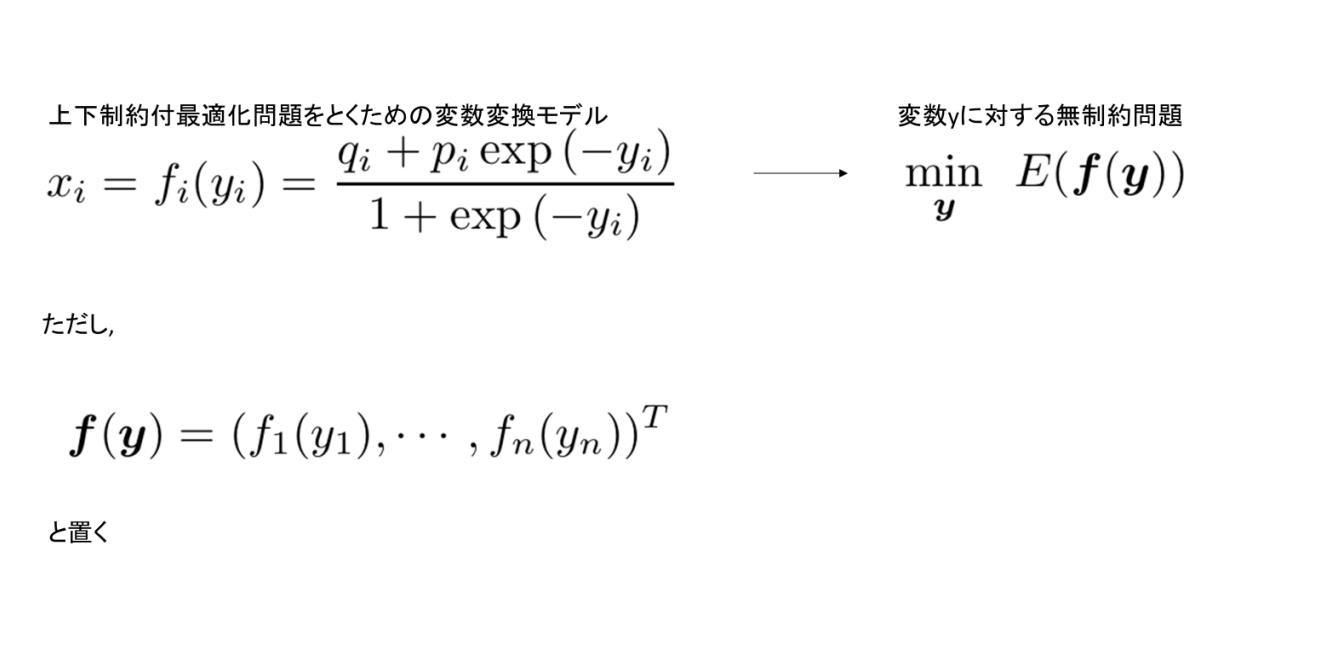 上下制約付最適化問題をとくための変数変換モデル
x_i = f_i(y_i) = \frac{q_i + p_i \exp(-y_i)}{1 + \exp(-y_i)}
変数yに対する無制約問題
\min_{\boldsymbol{y}} E(\boldsymbol{f}(\boldsymbol{y}))
ただし,
\boldsymbol{f}(\boldsymbol{y}) = (f_1(y_1), \cdots, f_n(y_n))^T
と置く